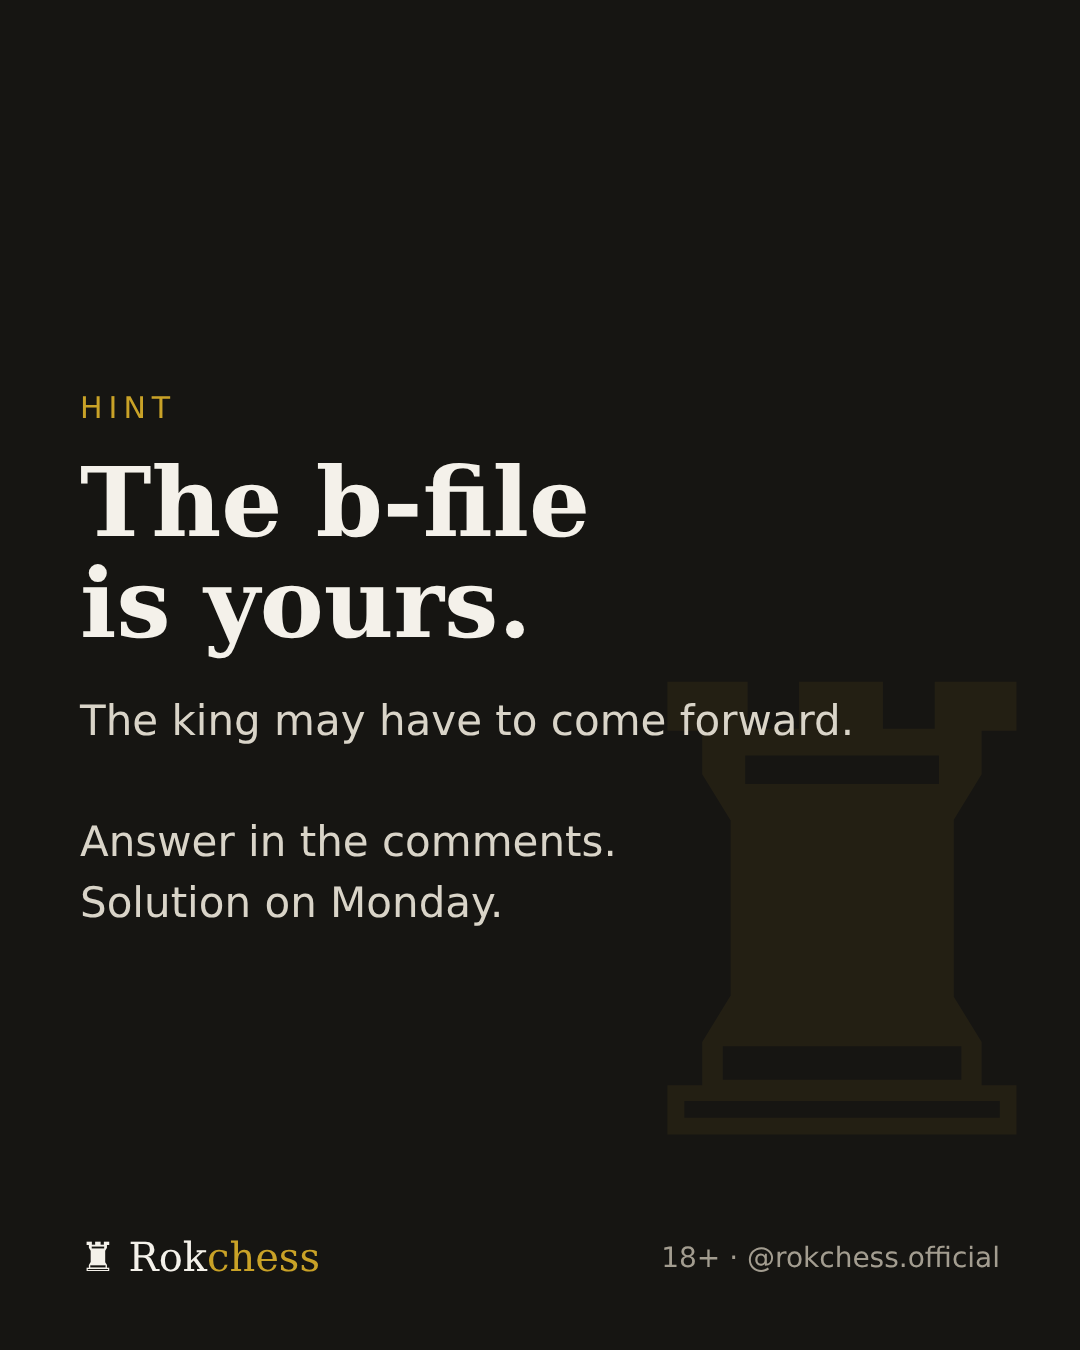 HINT
The b-file
is yours.
The king may have to come forward.
Answer in the comments.
Solution on Monday.
♜ Rokchess
18+ · @rokchess.official